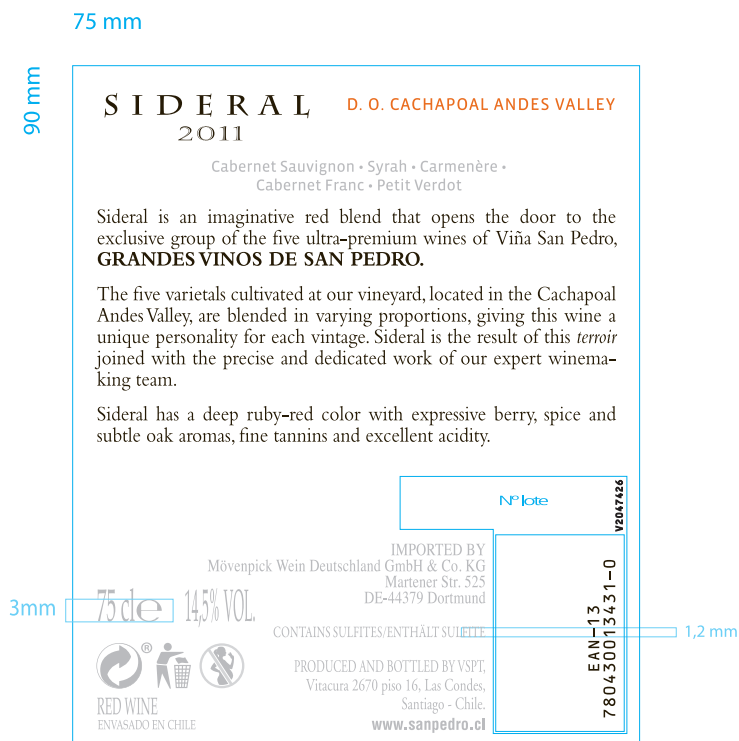 75 mm
90 mm
SIDERAL
2011
D. O. CACHAPOAL ANDES VALLEY
Cabernet Sauvignon • Syrah • Carmenère •
Cabernet Franc • Petit Verdot
Sideral is an imaginative red blend that opens the door to the
exclusive group of the five ultra-premium wines of Viña San Pedro,
GRANDES VINOS DE SAN PEDRO.
The five varietals cultivated at our vineyard, located in the Cachapoal
Andes Valley, are blended in varying proportions, giving this wine a
unique personality for each vintage. Sideral is the result of this terroir
joined with the precise and dedicated work of our expert winema-
king team.
Sideral has a deep ruby-red color with expressive berry, spice and
subtle oak aromas, fine tannins and excellent acidity.
Nº lote
V2047426
IMPORTED BY
Mövenpick Wein Deutschland GmbH & Co. KG
Martener Str. 525
DE-44379 Dortmund
3mm
75 cl e
14,5% VOL.
CONTAINS SULFITES/ENTHÄLT SULFITE
1,2 mm
EAN-13
780430013431-0
®
PRODUCED AND BOTTLED BY VSPT,
Vitacura 2670 piso 16, Las Condes,
Santiago - Chile.
www.sanpedro.cl
RED WINE
ENVASADO EN CHILE